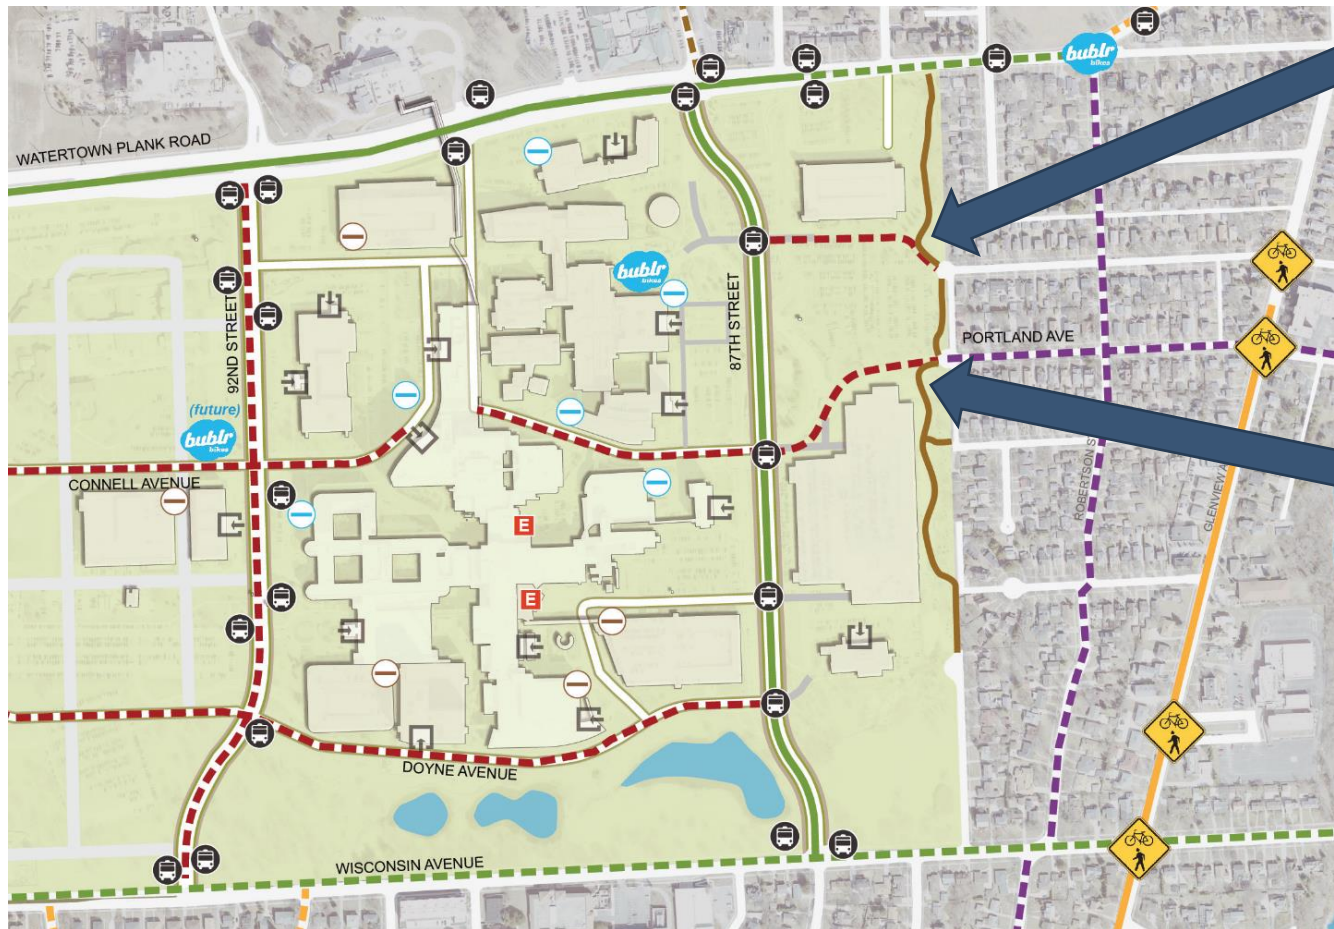 bublr
bikes
WATERTOWN PLANK ROAD
bublr
bikes
92ND STREET
87TH STREET
PORTLAND AVE
(future)
bublr
bikes
CONNELL AVENUE
ROBERTSON
GLENVIEW
E
E
DOYNE AVENUE
WISCONSIN AVENUE